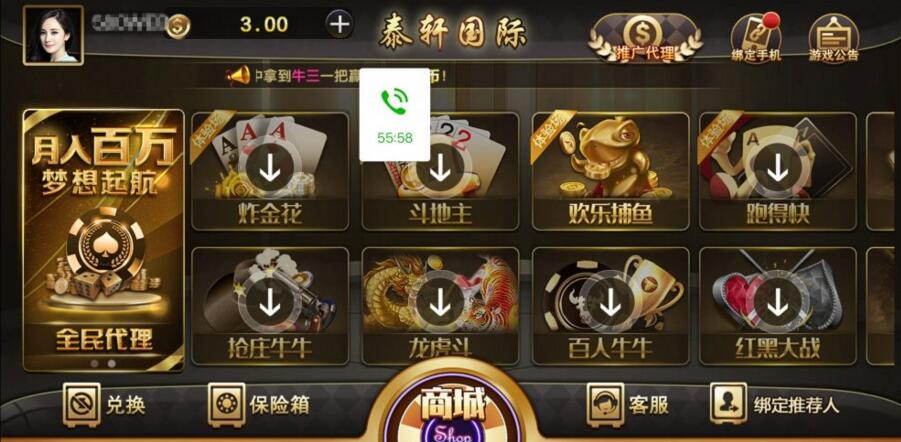 3.00
泰轩国际
推广代理
绑定手机
游戏公告
中拿到牛三一把赢
币!
55:58
月入百万
梦想起航
全民代理
体验场
炸金花
斗地主
体验场
欢乐捕鱼
体验场
跑得快
抢庄牛牛
龙虎斗
百人牛牛
红黑大战
兑换
保险箱
商城
Shop
客服
绑定推荐人